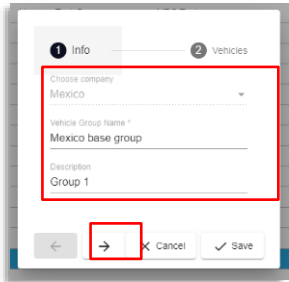 1 Info 2 Vehicles
Choose company
Mexico
Vehicle Group Name *
Mexico base group
Description
Group 1
Cancel Save